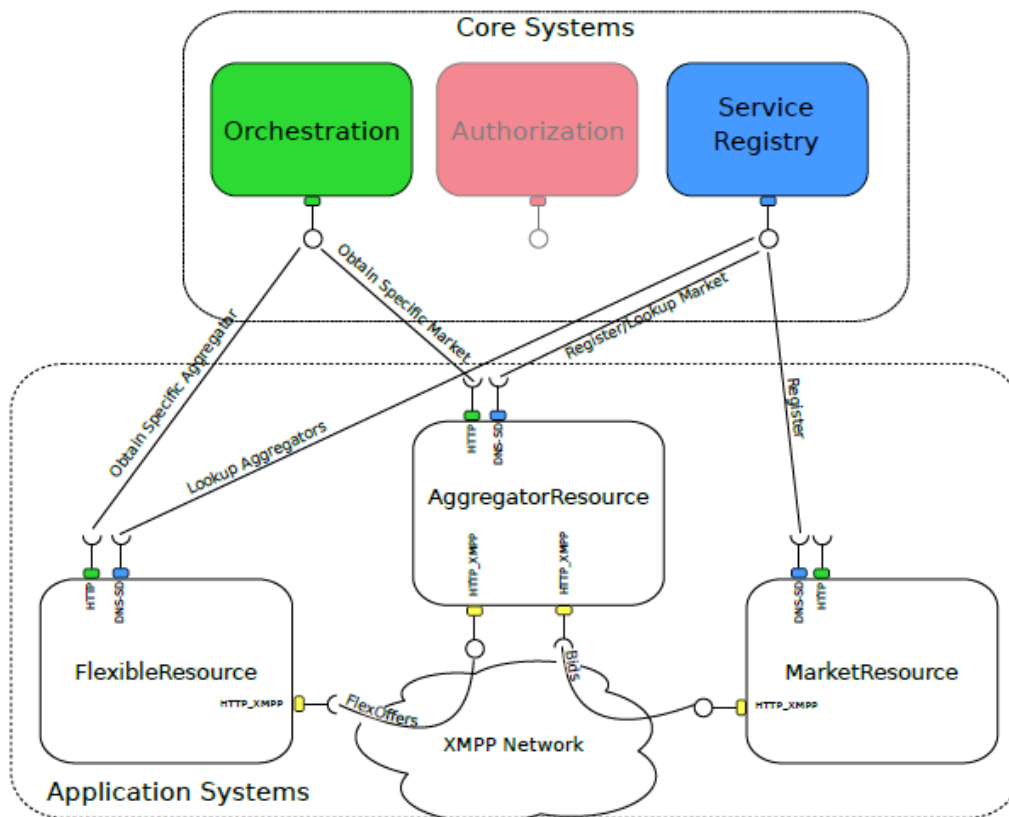 Core Systems
Orchestration
Authorization
Service
Registry
Obtain Specific Aggregator
Obtain Specific Market
Register/Lookup Market
Lookup Aggregators
Register
HTTP
DNS-SD
AggregatorResource
HTTP_XMPP
HTTP_XMPP
HTTP
DNS-SD
FlexibleResource
HTTP_XMPP
DNS-SD
HTTP
MarketResource
HTTP_XMPP
FlexOffers
Bids
XMPP Network
Application Systems